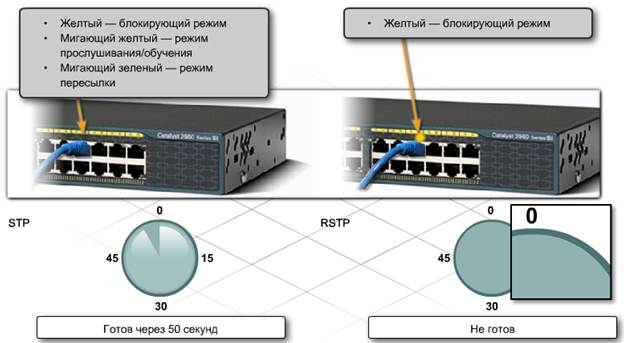 • Желтый — блокирующий режим
• Мигающий желтый — режим
прослушивания/обучения
• Мигающий зеленый — режим
пересылки
• Желтый — блокирующий режим
Catalyst 2960 Series SI
Catalyst 2960 Series SI
STP
0
45
15
30
Готов через 50 секунд
RSTP
0
45
30
0
Не готов